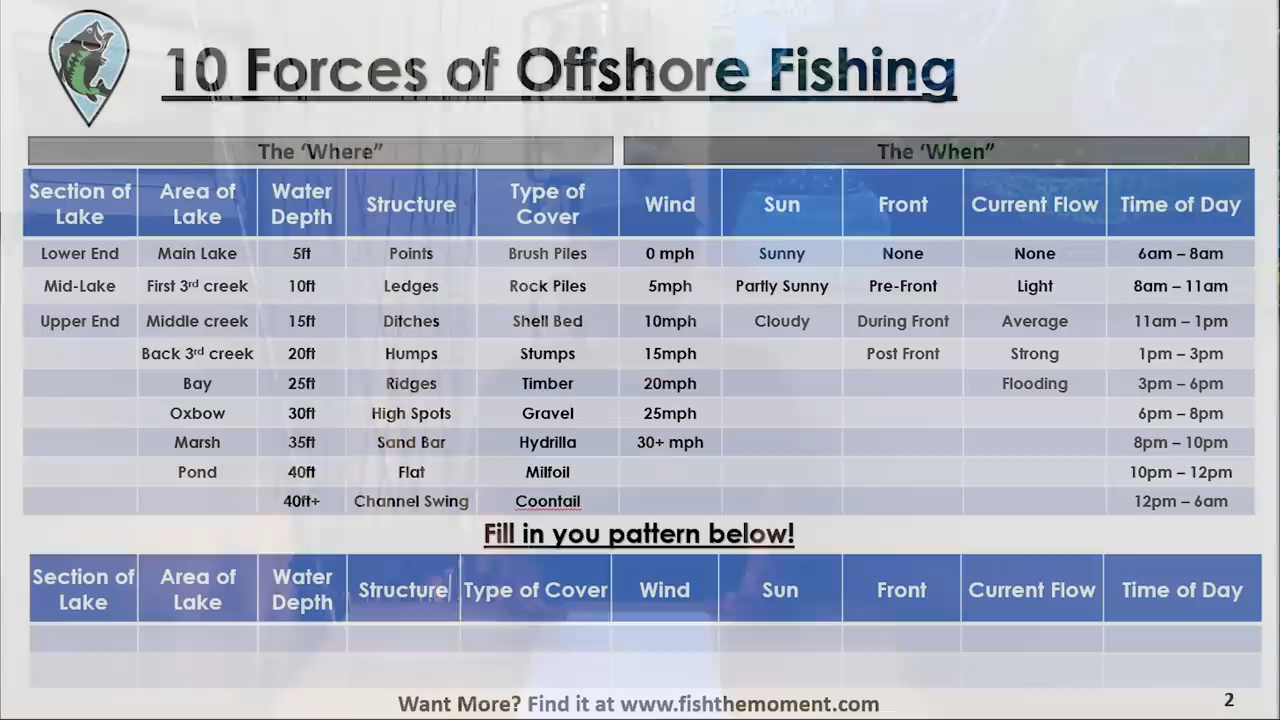 10 Forces of Offshore Fishing
The ‘Where” The ‘When”
Section of Lake Area of Lake Water Depth Structure Type of Cover Wind Sun Front Current Flow Time of Day
Lower End Main Lake 5ft Points Brush Piles 0 mph Sunny None None 6am – 8am
Mid-Lake First 3rd creek 10ft Ledges Rock Piles 5mph Partly Sunny Pre-Front Light 8am – 11am
Upper End Middle creek 15ft Ditches Shell Bed 10mph Cloudy During Front Average 11am – 1pm
Back 3rd creek 20ft Humps Stumps 15mph Post Front Strong 1pm – 3pm
Bay 25ft Ridges Timber 20mph Flooding 3pm – 6pm
Oxbow 30ft High Spots Gravel 25mph 6pm – 8pm
Marsh 35ft Sand Bar Hydrilla 30+ mph 8pm – 10pm
Pond 40ft Flat Milfoil 10pm – 12pm
40ft+ Channel Swing Coontail 12pm – 6am
Fill in you pattern below!
Section of Lake Area of Lake Water Depth Structure Type of Cover Wind Sun Front Current Flow Time of Day
Want More? Find it at www.fishthemoment.com 2